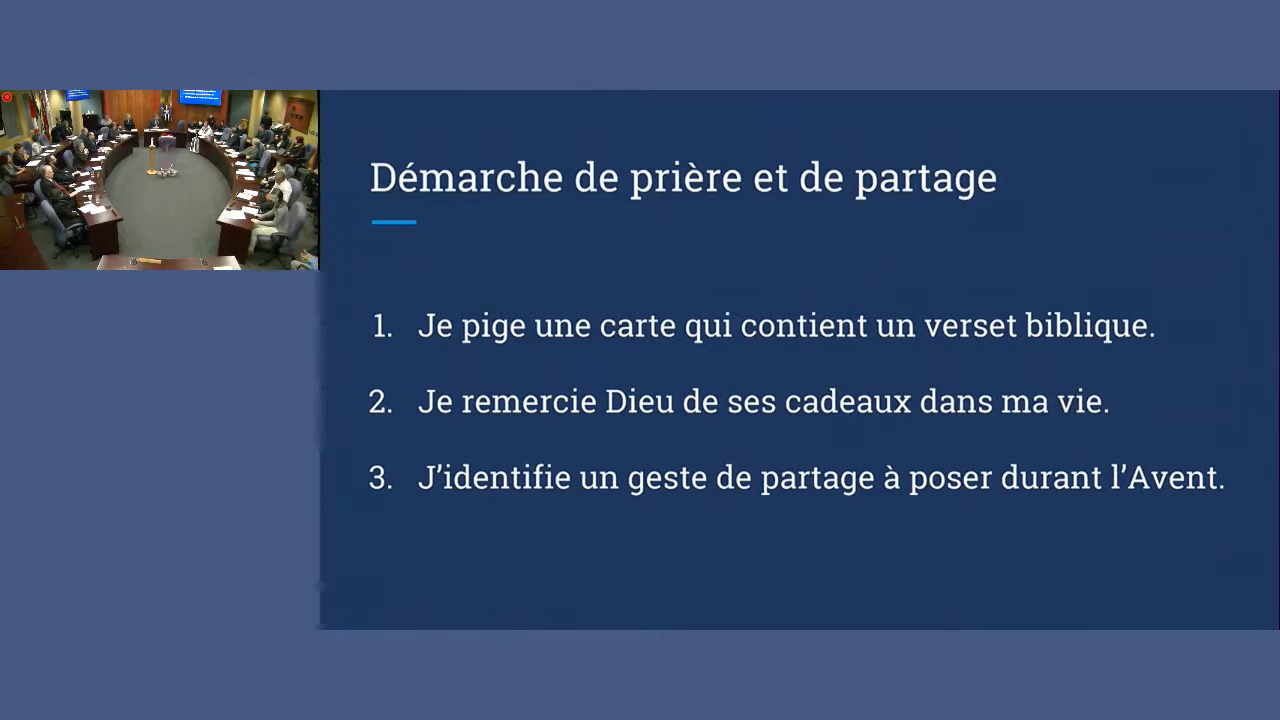 Démarche de prière et de partage
1. Je pige une carte qui contient un verset biblique.
2. Je remercie Dieu de ses cadeaux dans ma vie.
3. J’identifie un geste de partage à poser durant l’Avent.